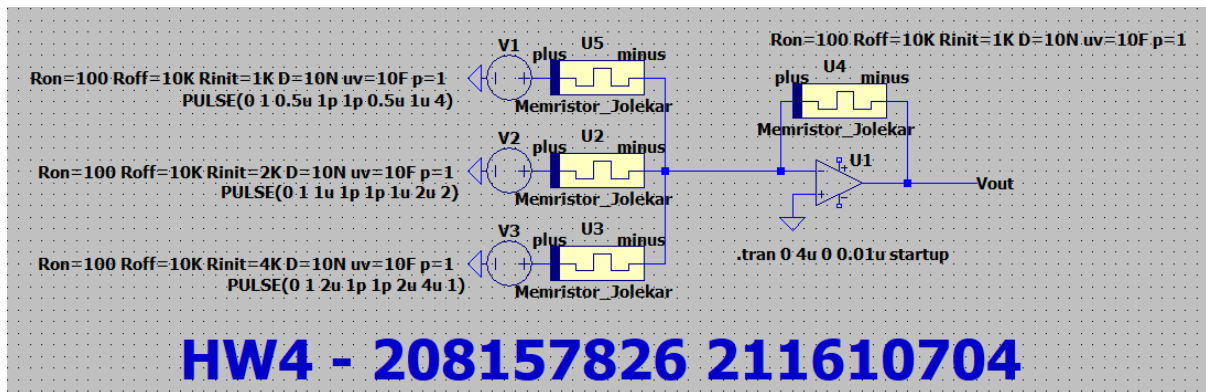 V1
U5
plus minus
Ron=100 Roff=10K Rinit=1K D=10N uv=10F p=1
PULSE(0 1 0.5u 1p 1p 0.5u 1u 4)
Memristor_Jolekar
V2
U2
plus minus
Ron=100 Roff=10K Rinit=2K D=10N uv=10F p=1
PULSE(0 1 1u 1p 1p 1u 2u 2)
Memristor_Jolekar
V3
U3
plus minus
Ron=100 Roff=10K Rinit=4K D=10N uv=10F p=1
PULSE(0 1 2u 1p 1p 2u 4u 1)
Memristor_Jolekar
Ron=100 Roff=10K Rinit=1K D=10N uv=10F p=1
U4
plus minus
Memristor_Jolekar
U1
Vout
.tran 0 4u 0 0.01u startup
HW4 - 208157826 211610704